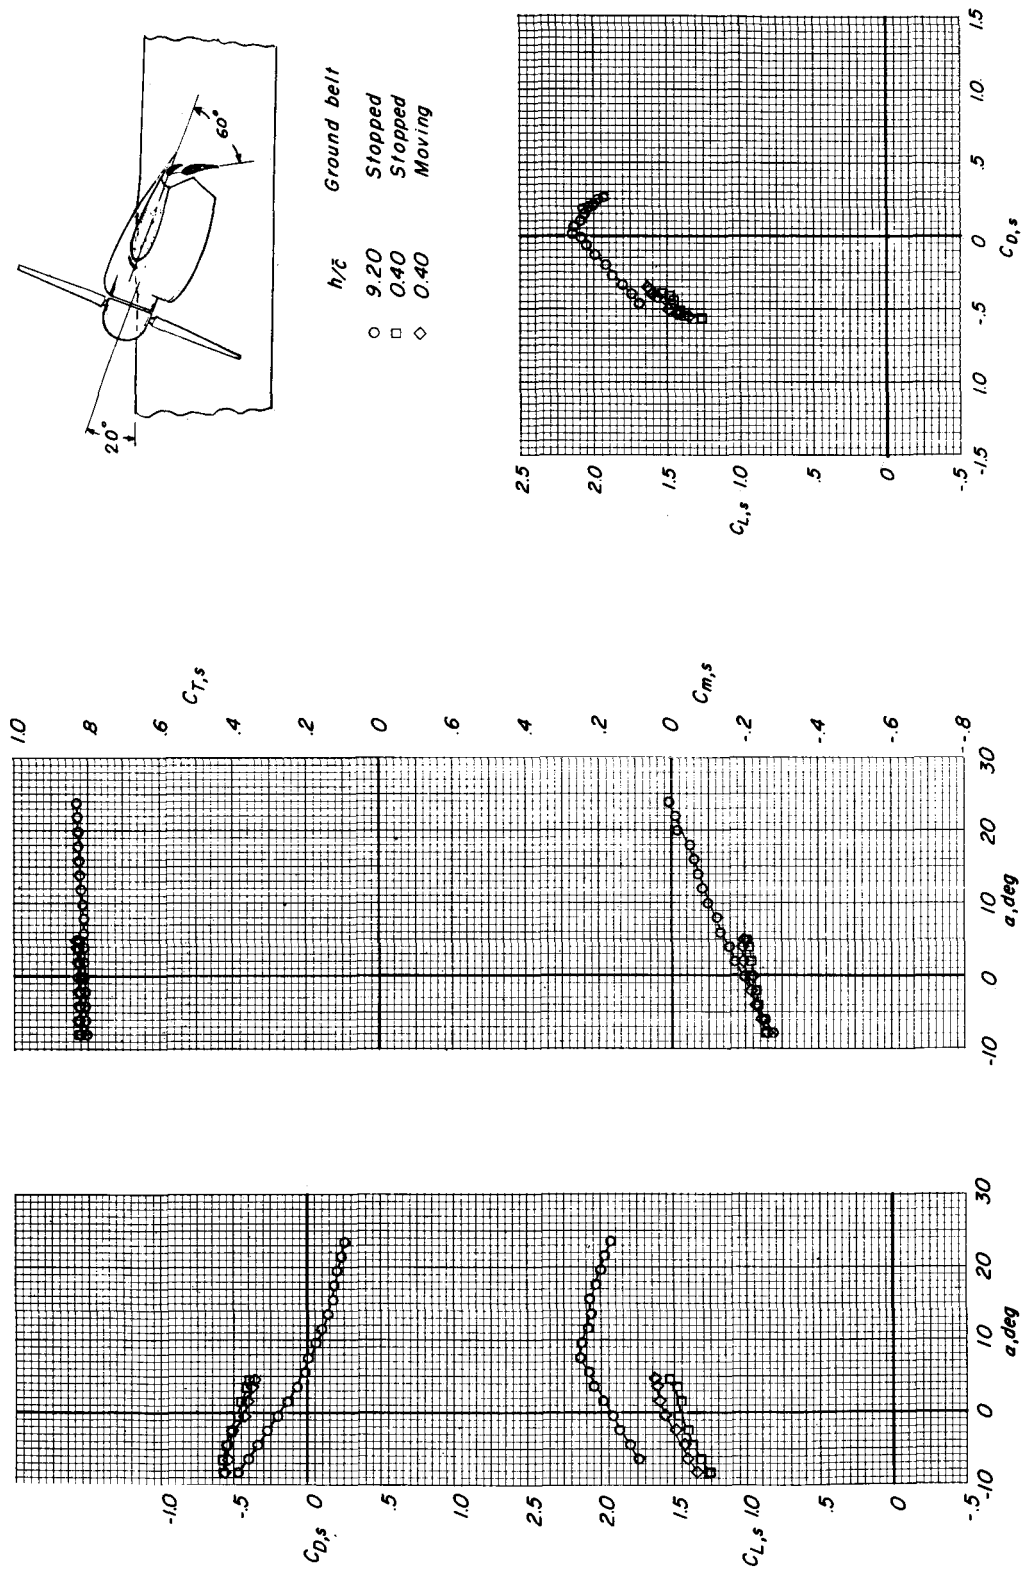 20°
60°
h/c̄ Ground belt
9.20 Stopped
0.40 Stopped
0.40 Moving
-1.0
-.5
C_D,s 0
.5
1.0
2.5
2.0
C_L,s 1.5
1.0
.5
0
-.5
-10 0 10 20 30
α, deg
1.0
.8
.6
C_T,s
.4
.2
0
.6
.4
.2
C_m,s
0
-.2
-.4
-.6
-.8
-10 0 10 20 30
α, deg
2.5
2.0
1.5
C_L,s 1.0
.5
0
-.5
-1.5 1.0 -.5 0 .5 1.0 1.5
C_D,s